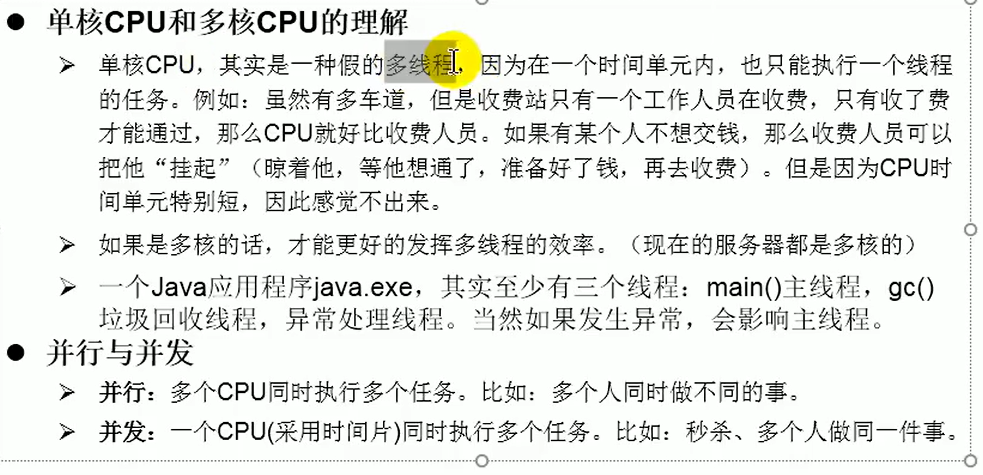 ● 单核CPU和多核CPU的理解
➢ 单核CPU，其实是一种假的多线程，因为在一个时间单元内，也只能执行一个线程
的任务。例如：虽然有多车道，但是收费站只有一个工作人员在收费，只有收了费
才能通过，那么CPU就好比收费人员。如果有某个人不想交钱，那么收费人员可以
把他“挂起”（晾着他，等他想通了，准备好了钱，再去收费）。但是因为CPU时
间单元特别短，因此感觉不出来。
➢ 如果是多核的话，才能更好的发挥多线程的效率。（现在的服务器都是多核的）
➢ 一个Java应用程序java.exe，其实至少有三个线程：main()主线程，gc()
垃圾回收线程，异常处理线程。当然如果发生异常，会影响主线程。
● 并行与并发
➢ 并行：多个CPU同时执行多个任务。比如：多个人同时做不同的事。
➢ 并发：一个CPU(采用时间片)同时执行多个任务。比如：秒杀、多个人做同一件事。